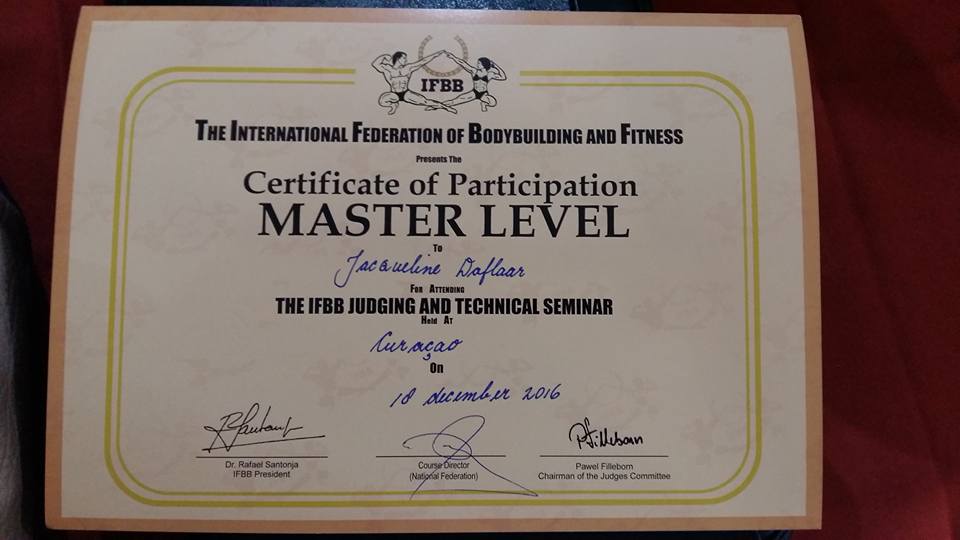 IFBB
THE INTERNATIONAL FEDERATION OF BODYBUILDING AND FITNESS
Presents The
Certificate of Participation
MASTER LEVEL
To
Jacqueline Daflaar
FOR ATTENDING
THE IFBB JUDGING AND TECHNICAL SEMINAR
Held At
Curaçao
On
18 december 2016
Dr. Rafael Santonja
IFBB President
Course Director
(National Federation)
Pawel Filleborn
Chairman of the Judges Committee